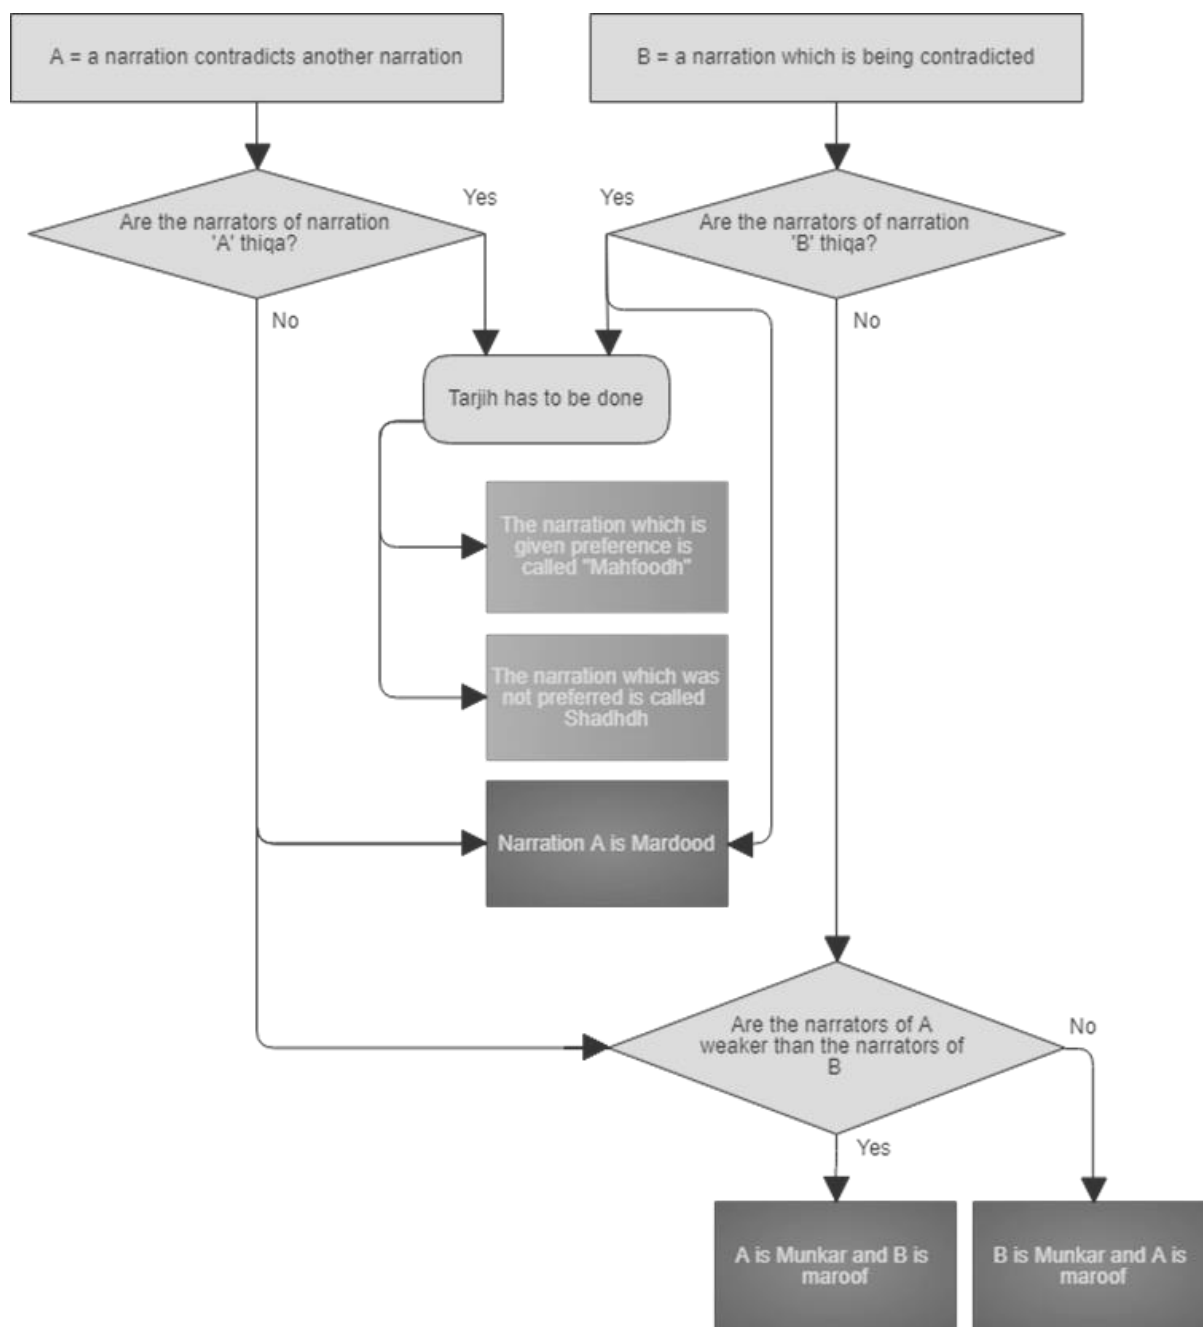 A = a narration contradicts another narration
B = a narration which is being contradicted
Are the narrators of narration
'A' thiqa?
Yes
Yes
Are the narrators of narration
'B' thiqa?
No
No
Tarjih has to be done
The narration which is
given preference is
called "Mahfoodh"
The narration which was
not preferred is called
Shadhdh
Narration A is Mardood
Are the narrators of A
weaker than the narrators of
B
No
Yes
A is Munkar and B is
maroof
B is Munkar and A is
maroof